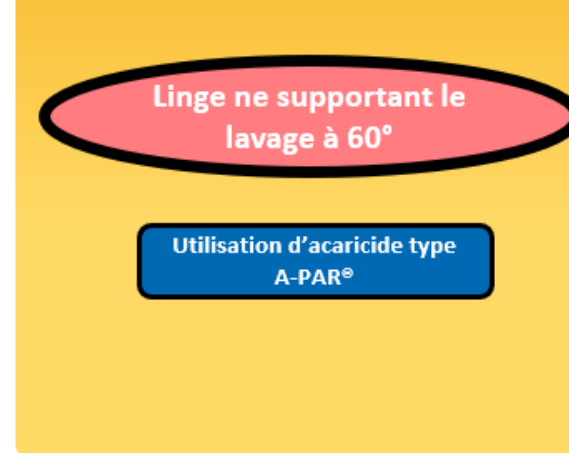 Linge ne supportant le
lavage à 60°
Utilisation d’acaricide type
A-PAR®